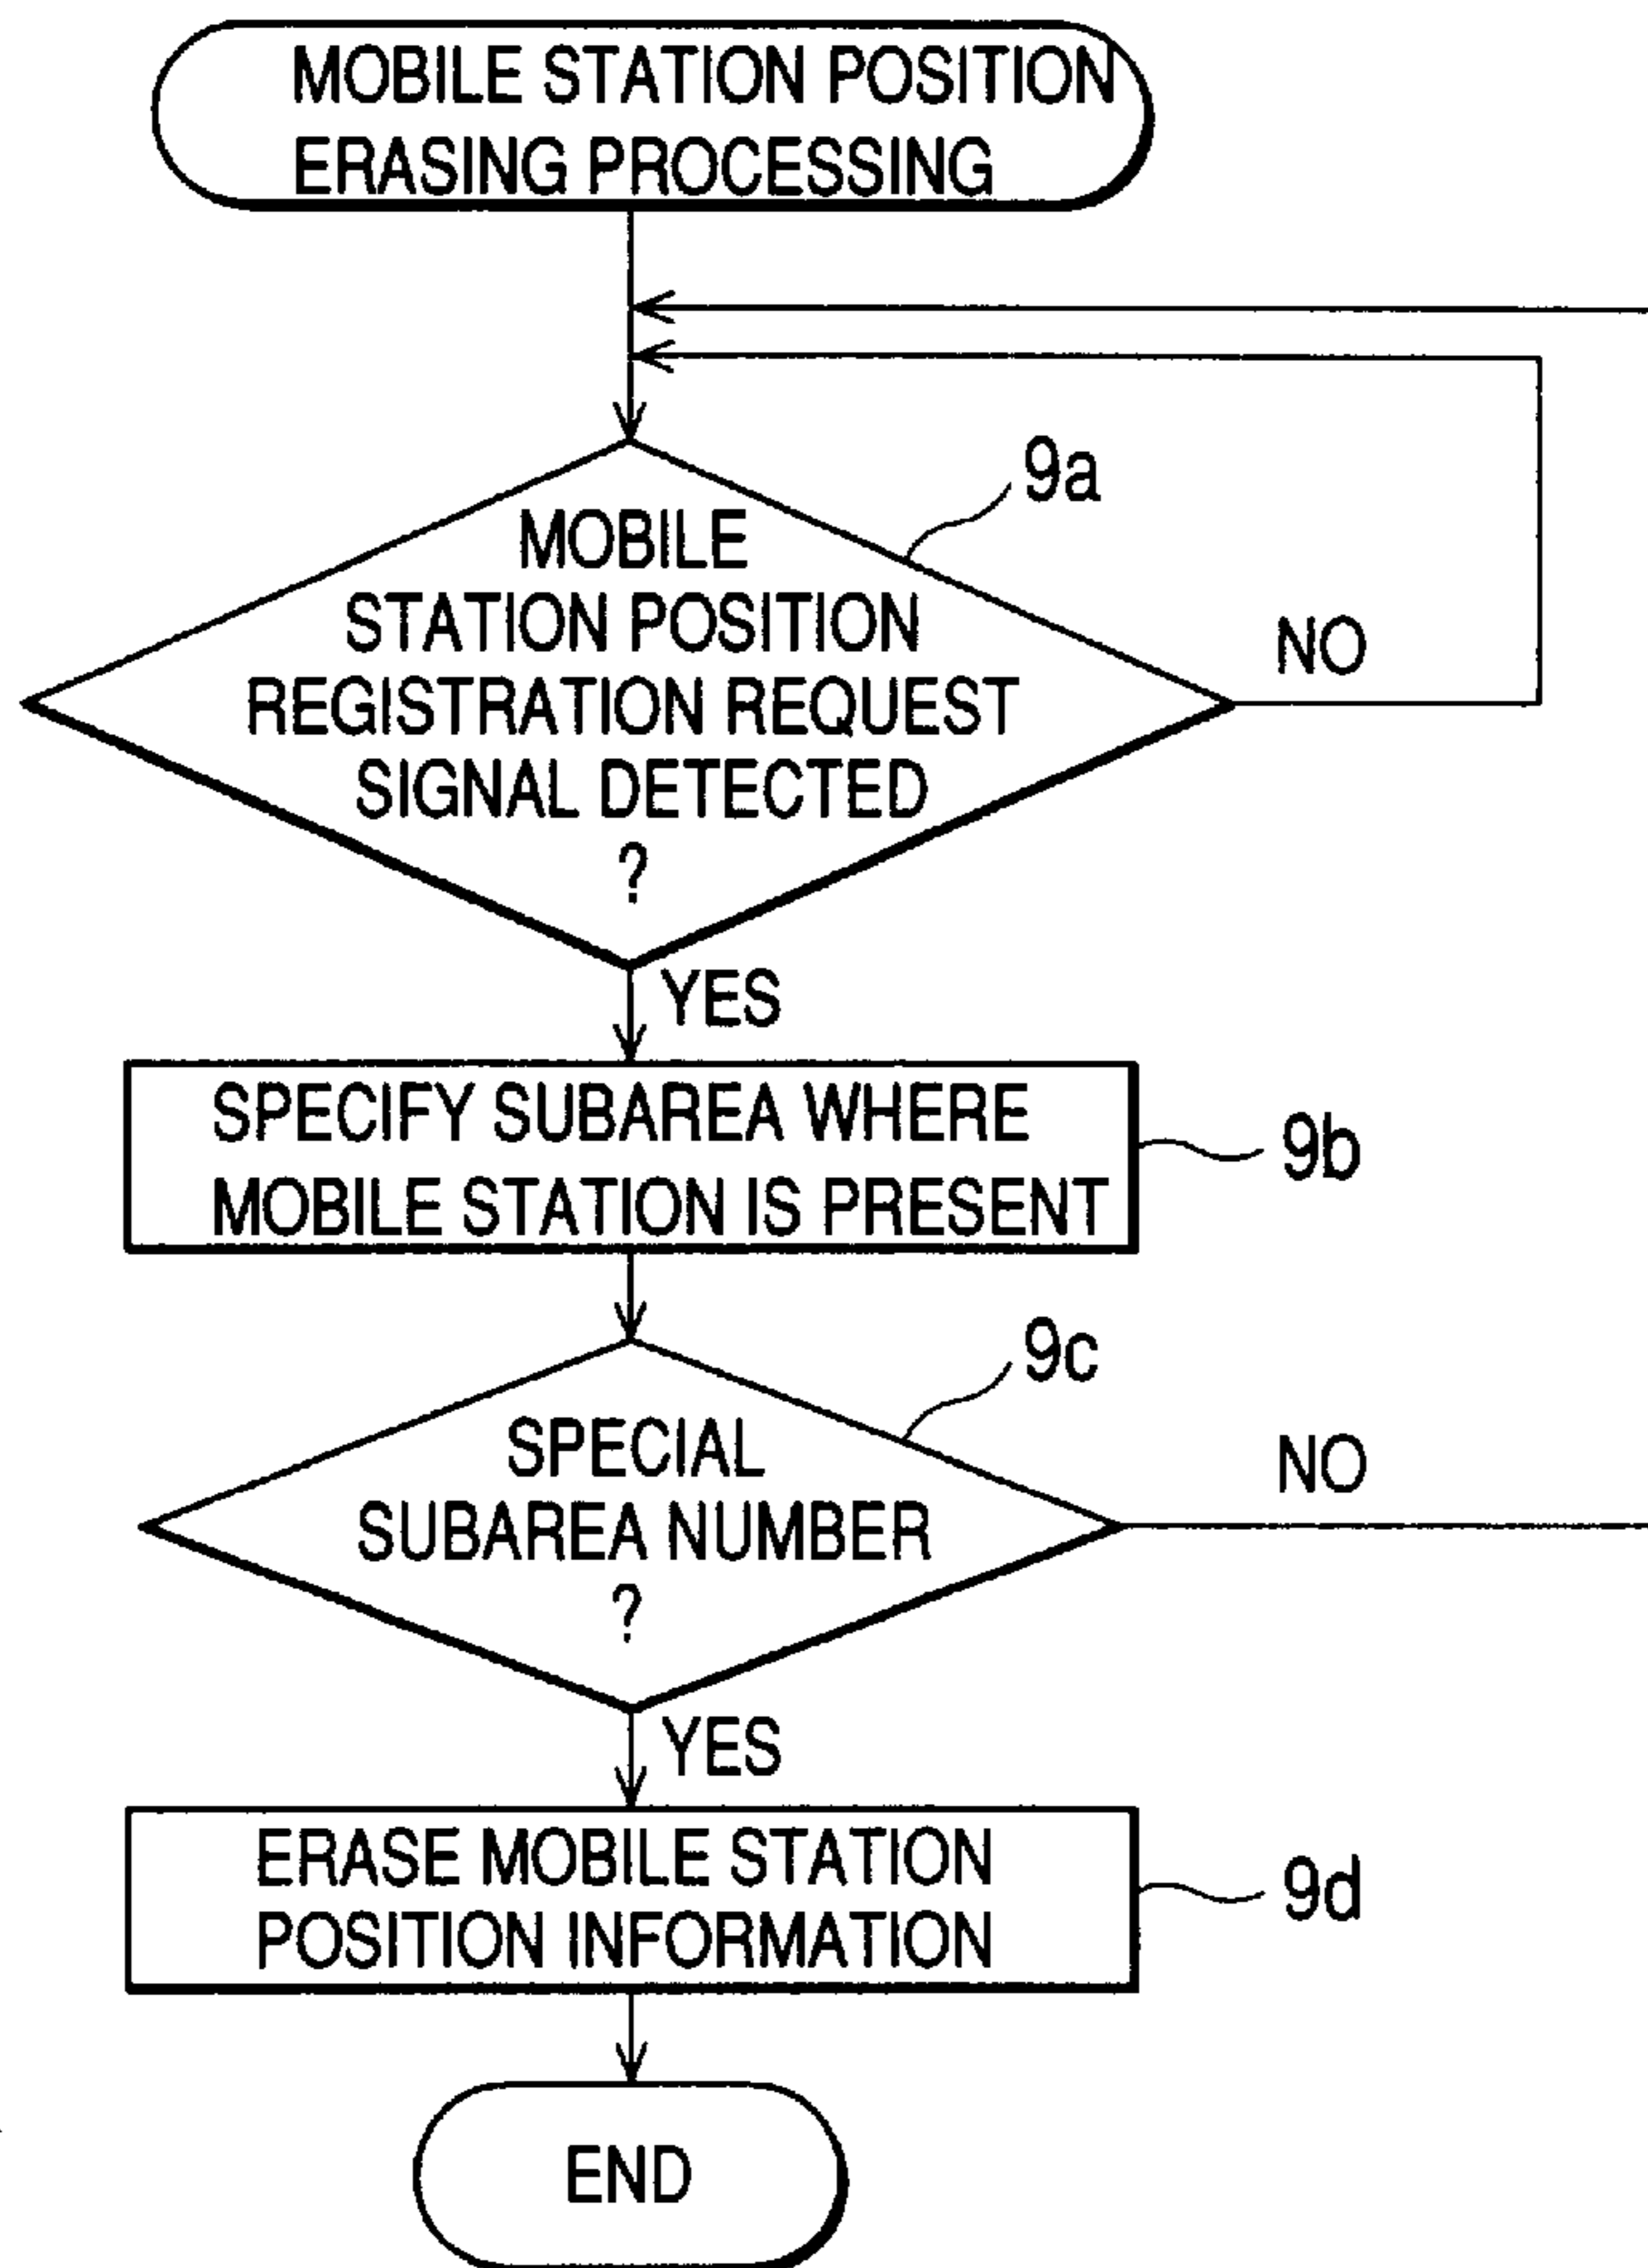 MOBILE STATION POSITION
ERASING PROCESSING
9a
MOBILE
STATION POSITION
REGISTRATION REQUEST
SIGNAL DETECTED
?
NO
YES
SPECIFY SUBAREA WHERE
MOBILE STATION IS PRESENT
9b
9c
SPECIAL
SUBAREA NUMBER
?
NO
YES
ERASE MOBILE STATION
POSITION INFORMATION
9d
END